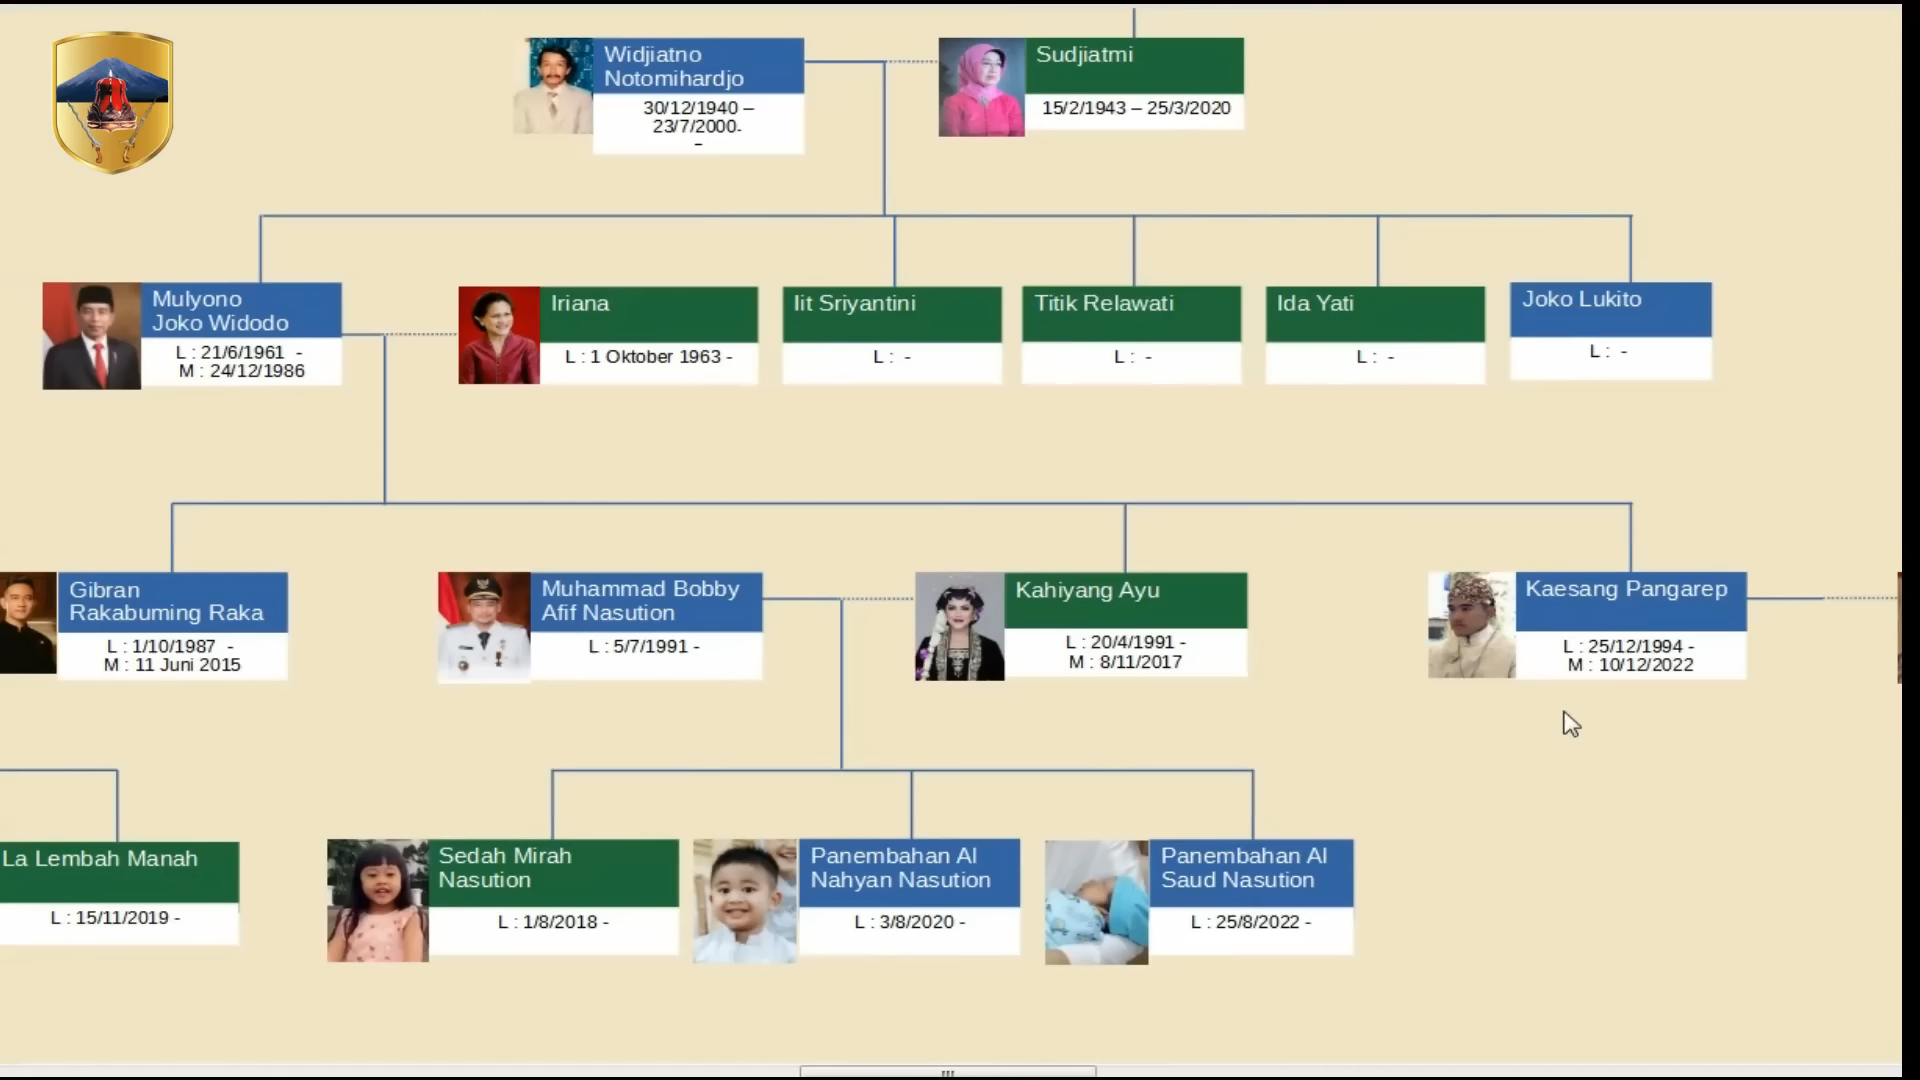 Widjiatno
Notomihardjo
30/12/1940 –
23/7/2000-
–
Sudjiatmi
15/2/1943 – 25/3/2020
Mulyono
Joko Widodo
L : 21/6/1961 -
M : 24/12/1986
Iriana
L : 1 Oktober 1963 -
Iit Sriyantini
L : -
Titik Relawati
L : -
Ida Yati
L : -
Joko Lukito
L : -
Gibran
Rakabuming Raka
L : 1/10/1987 -
M : 11 Juni 2015
Muhammad Bobby
Afif Nasution
L : 5/7/1991 -
Kahiyang Ayu
L : 20/4/1991 -
M : 8/11/2017
Kaesang Pangarep
L : 25/12/1994 -
M : 10/12/2022
La Lembah Manah
L : 15/11/2019 -
Sedah Mirah
Nasution
L : 1/8/2018 -
Panembahan Al
Nahyan Nasution
L : 3/8/2020 -
Panembahan Al
Saud Nasution
L : 25/8/2022 -